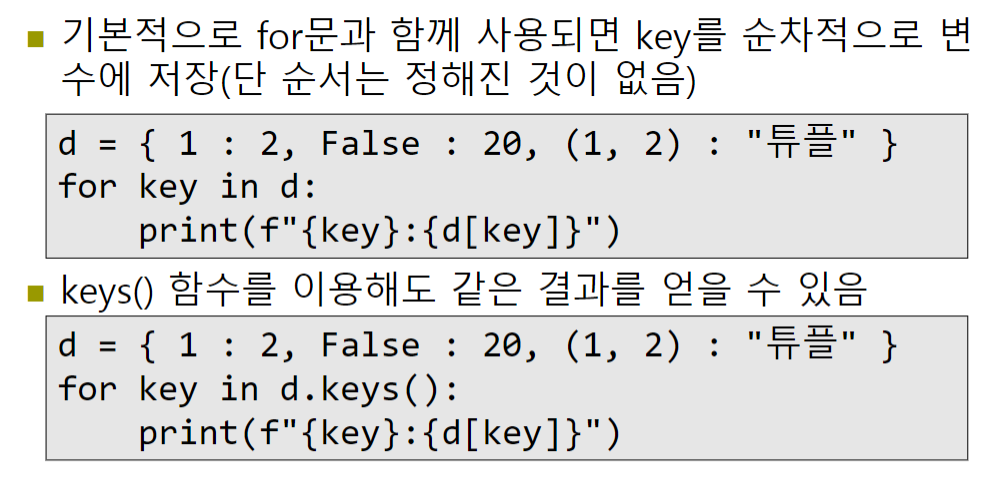 기본적으로 for문과 함께 사용되면 key를 순차적으로 변
수에 저장(단 순서는 정해진 것이 없음)
d = { 1 : 2, False : 20, (1, 2) : "튜플" }
for key in d:
    print(f"{key}:{d[key]}")
keys() 함수를 이용해도 같은 결과를 얻을 수 있음
d = { 1 : 2, False : 20, (1, 2) : "튜플" }
for key in d.keys():
    print(f"{key}:{d[key]}")